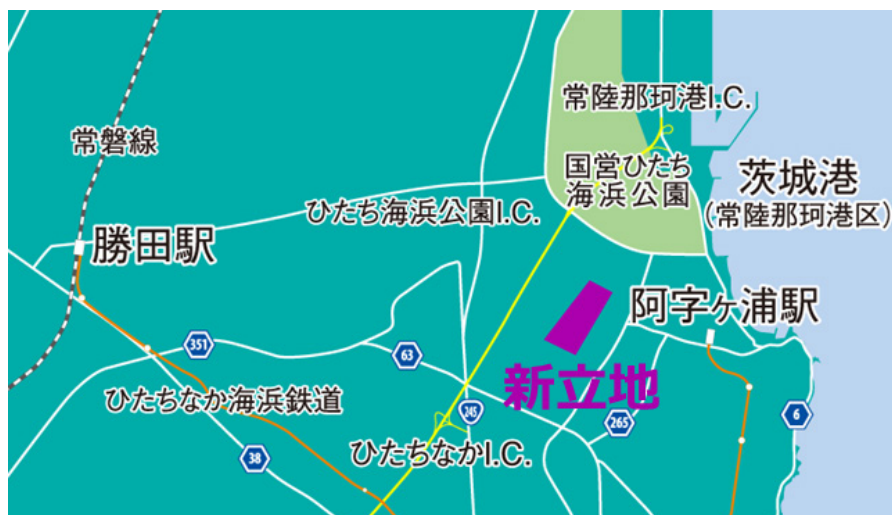 常陸那珂港I.C.
常磐線
国営ひたち
海浜公園
茨城港
(常陸那珂港区)
ひたち海浜公園I.C.
勝田駅
阿字ヶ浦駅
351
63
新立地
ひたちなか海浜鉄道
245
265
6
ひたちなかI.C.
38